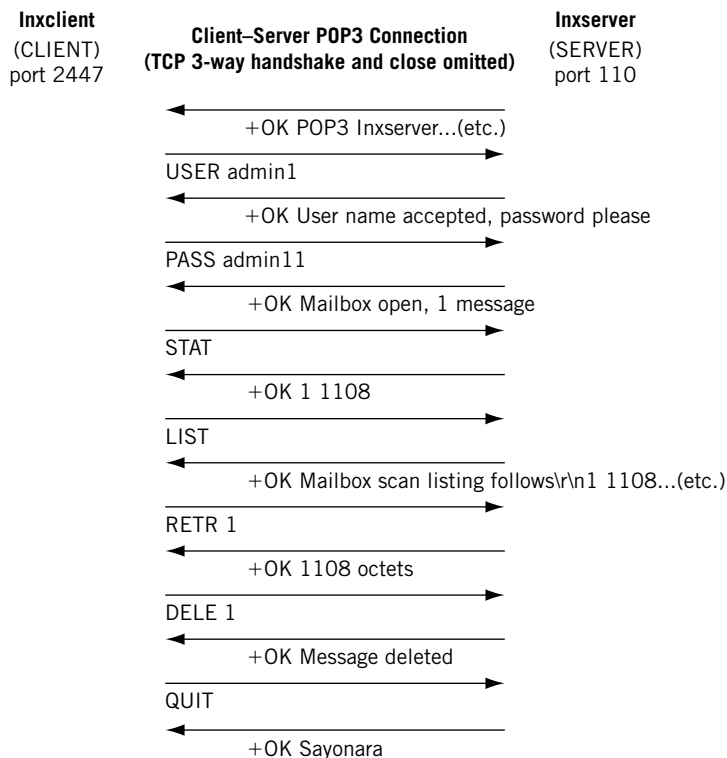 lnxclient
(CLIENT)
port 2447
Client–Server POP3 Connection
(TCP 3-way handshake and close omitted)
lnxserver
(SERVER)
port 110
+OK POP3 lnxserver...(etc.)
USER admin1
+OK User name accepted, password please
PASS admin11
+OK Mailbox open, 1 message
STAT
+OK 1 1108
LIST
+OK Mailbox scan listing follows\r\n1 1108...(etc.)
RETR 1
+OK 1108 octets
DELE 1
+OK Message deleted
QUIT
+OK Sayonara